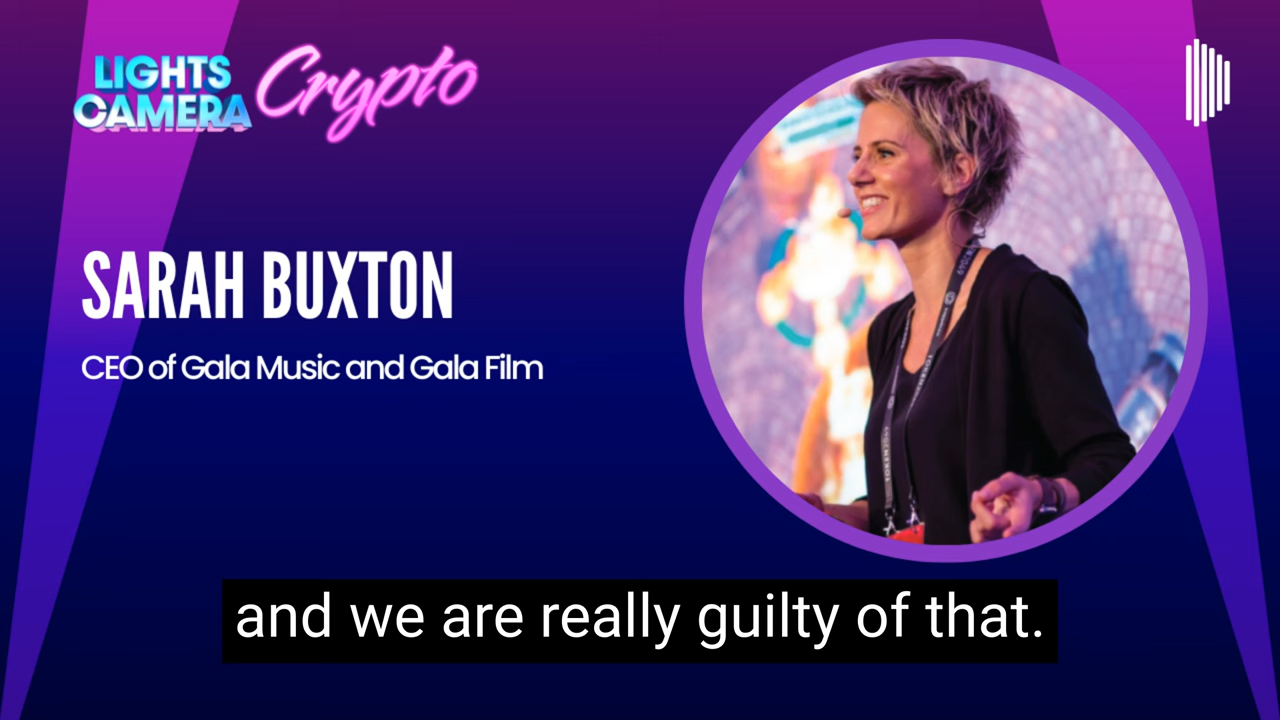 LIGHTS
CAMERA
Crypto
SARAH BUXTON
CEO of Gala Music and Gala Film
TOKEN2049
and we are really guilty of that.